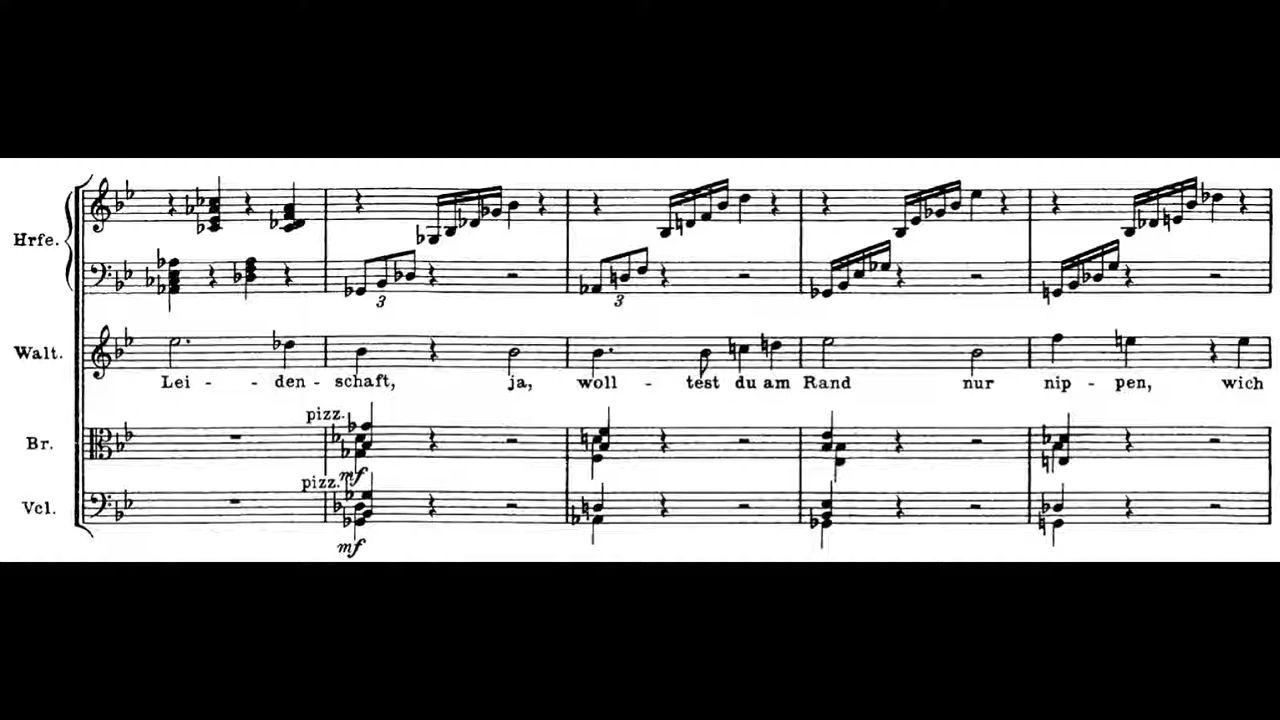 Hrfe.
3
3
Walt.
Lei - - den - schaft, ja, woll - test du am Rand nur nip - pen, wich
pizz.
Br.
mf
pizz.
Vcl.
mf